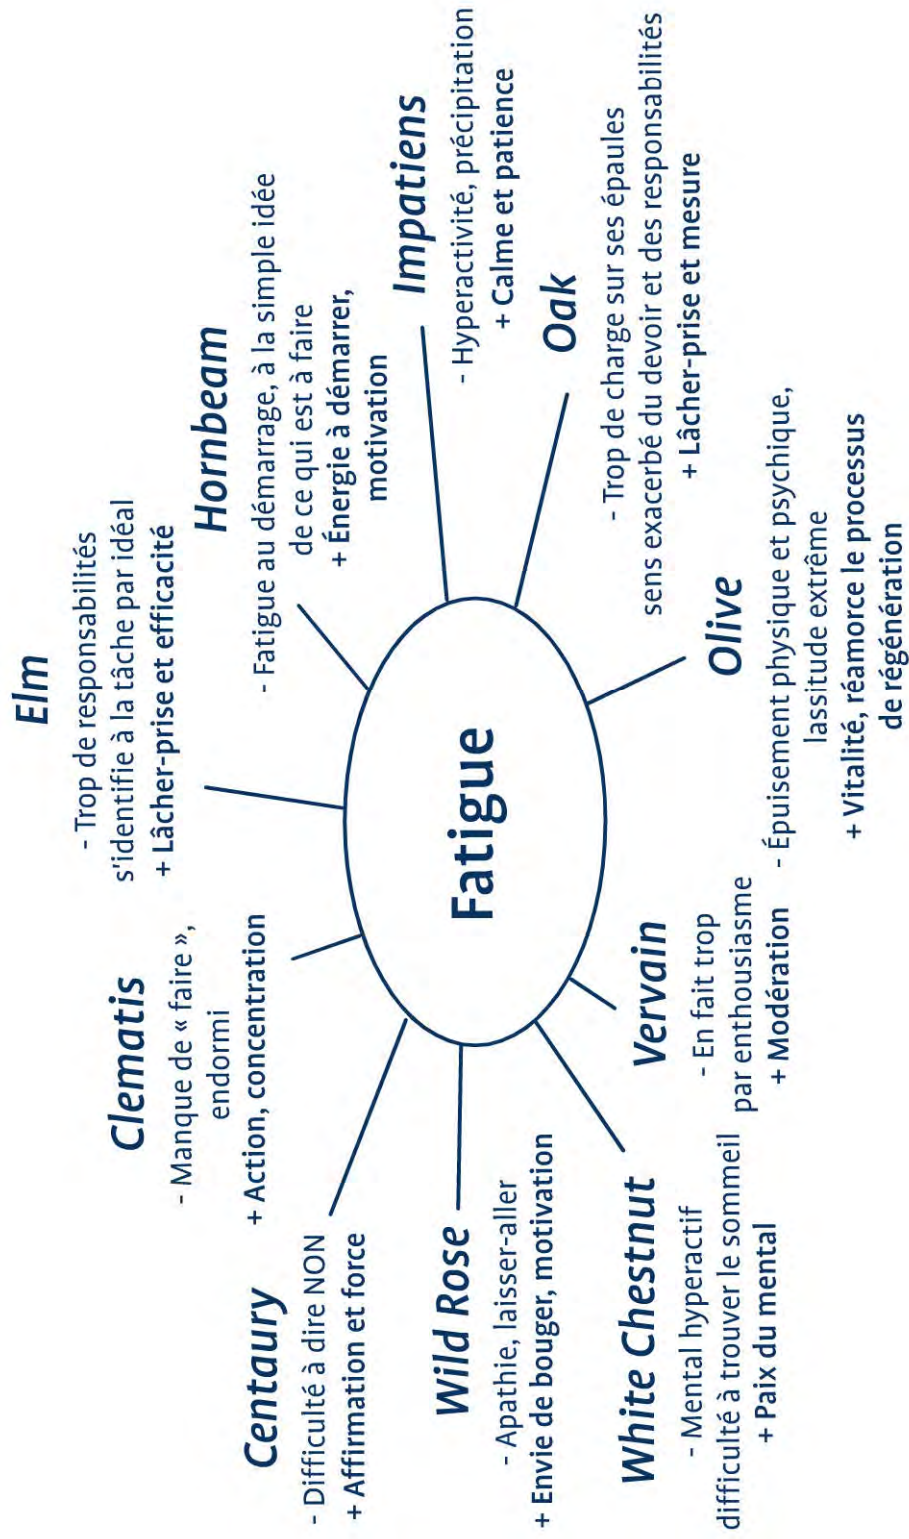 Elm
- Trop de responsabilités
s'identifie à la tâche par idéal
+ Lâcher-prise et efficacité
Clematis
- Manque de « faire »,
endormi
+ Action, concentration
Hornbeam
- Fatigue au démarrage, à la simple idée
de ce qui est à faire
+ Énergie à démarrer,
motivation
Centaury
- Difficulté à dire NON
+ Affirmation et force
Impatiens
- Hyperactivité, précipitation
+ Calme et patience
Fatigue
Wild Rose
- Apathie, laisser-aller
+ Envie de bouger, motivation
Oak
- Trop de charge sur ses épaules
sens exacerbé du devoir et des responsabilités
+ Lâcher-prise et mesure
White Chestnut
- Mental hyperactif
difficulté à trouver le sommeil
+ Paix du mental
Vervain
- En fait trop
par enthousiasme
+ Modération
Olive
- Épuisement physique et psychique,
lassitude extrême
+ Vitalité, réamorce le processus
de régénération